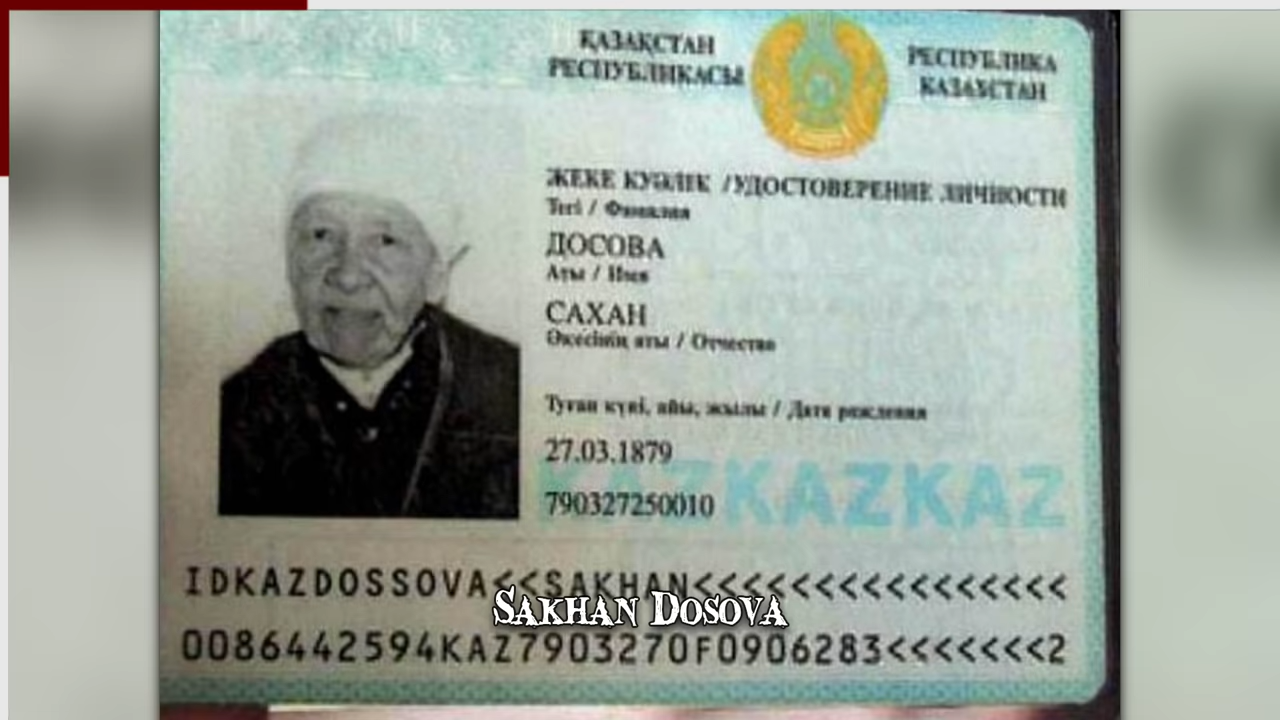 ҚАЗАҚСТАН
РЕСПУБЛИКАСЫ
РЕСПУБЛИКА
КАЗАХСТАН
ЖЕКЕ КУӘЛІК /УДОСТОВЕРЕНИЕ ЛИЧНОСТИ
Тегі / Фамилия
ДОСОВА
Аты / Имя
САХАН
Әкесінің аты / Отчество
Туған күні, айы, жылы / Дата рождения
27.03.1879
790327250010
KAZKAZKAZ
IDKAZDOSSOVA<<SAKHAN<<<<<<<<<<<<<<<
Sakhan Dosova
0086442594KAZ7903270F0906283<<<<<<<2